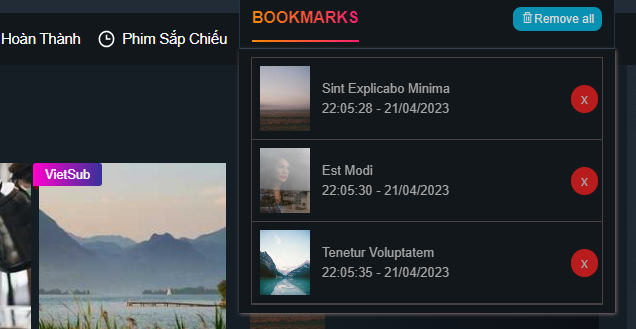 BOOKMARKS
Remove all
Hoàn Thành
Phim Sắp Chiếu
Sint Explicabo Minima
22:05:28 - 21/04/2023
x
Est Modi
22:05:30 - 21/04/2023
x
VietSub
Tenetur Voluptatem
22:05:35 - 21/04/2023
x